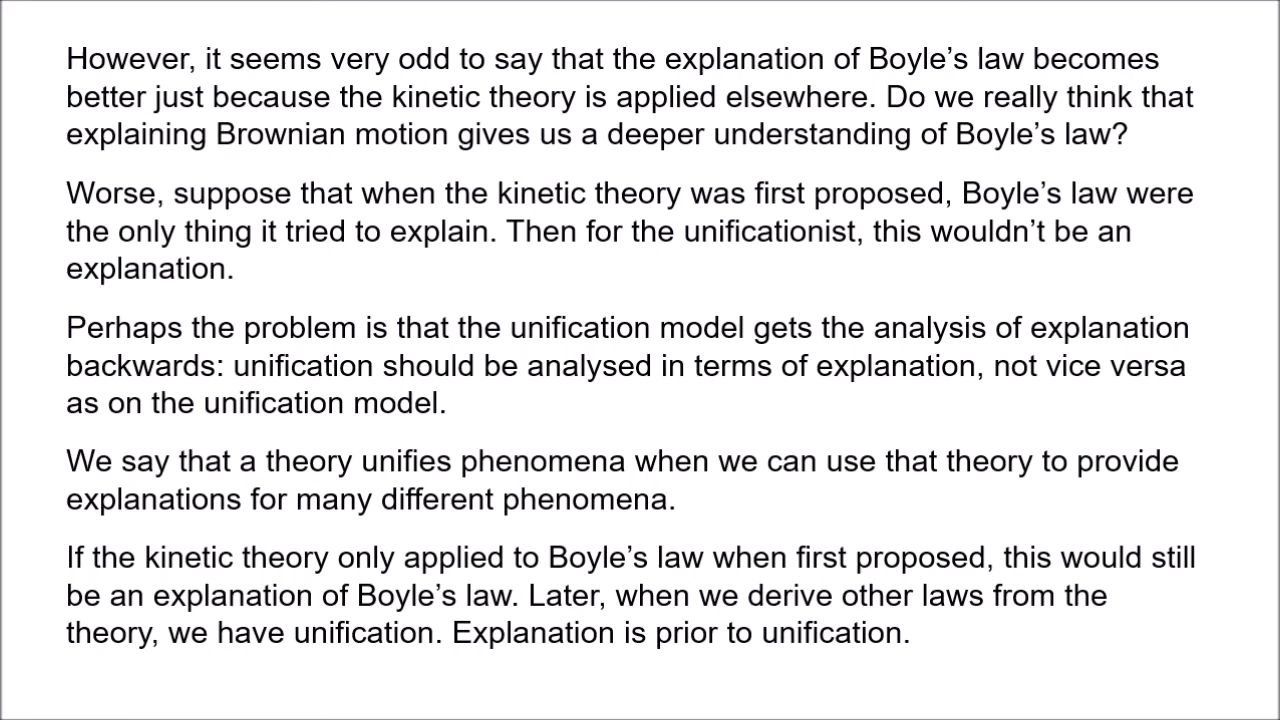 However, it seems very odd to say that the explanation of Boyle’s law becomes
better just because the kinetic theory is applied elsewhere. Do we really think that
explaining Brownian motion gives us a deeper understanding of Boyle’s law?
Worse, suppose that when the kinetic theory was first proposed, Boyle’s law were
the only thing it tried to explain. Then for the unificationist, this wouldn’t be an
explanation.
Perhaps the problem is that the unification model gets the analysis of explanation
backwards: unification should be analysed in terms of explanation, not vice versa
as on the unification model.
We say that a theory unifies phenomena when we can use that theory to provide
explanations for many different phenomena.
If the kinetic theory only applied to Boyle’s law when first proposed, this would still
be an explanation of Boyle’s law. Later, when we derive other laws from the
theory, we have unification. Explanation is prior to unification.